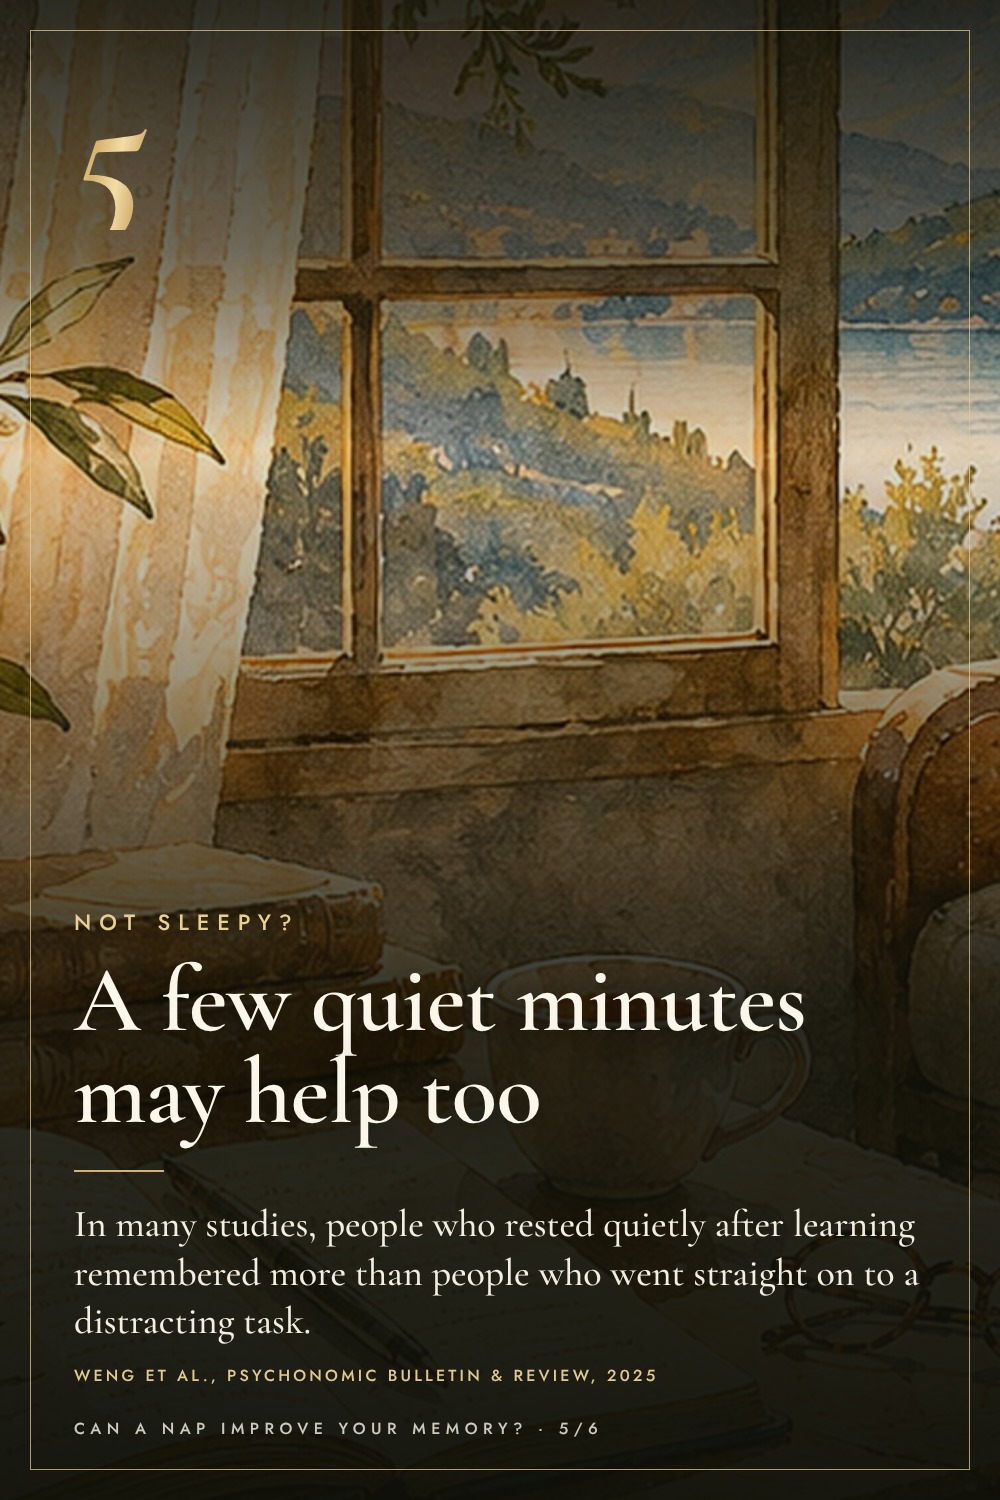 5
NOT SLEEPY?
A few quiet minutes
may help too
In many studies, people who rested quietly after learning
remembered more than people who went straight on to a
distracting task.
WENG ET AL., PSYCHONOMIC BULLETIN & REVIEW, 2025
CAN A NAP IMPROVE YOUR MEMORY? · 5/6